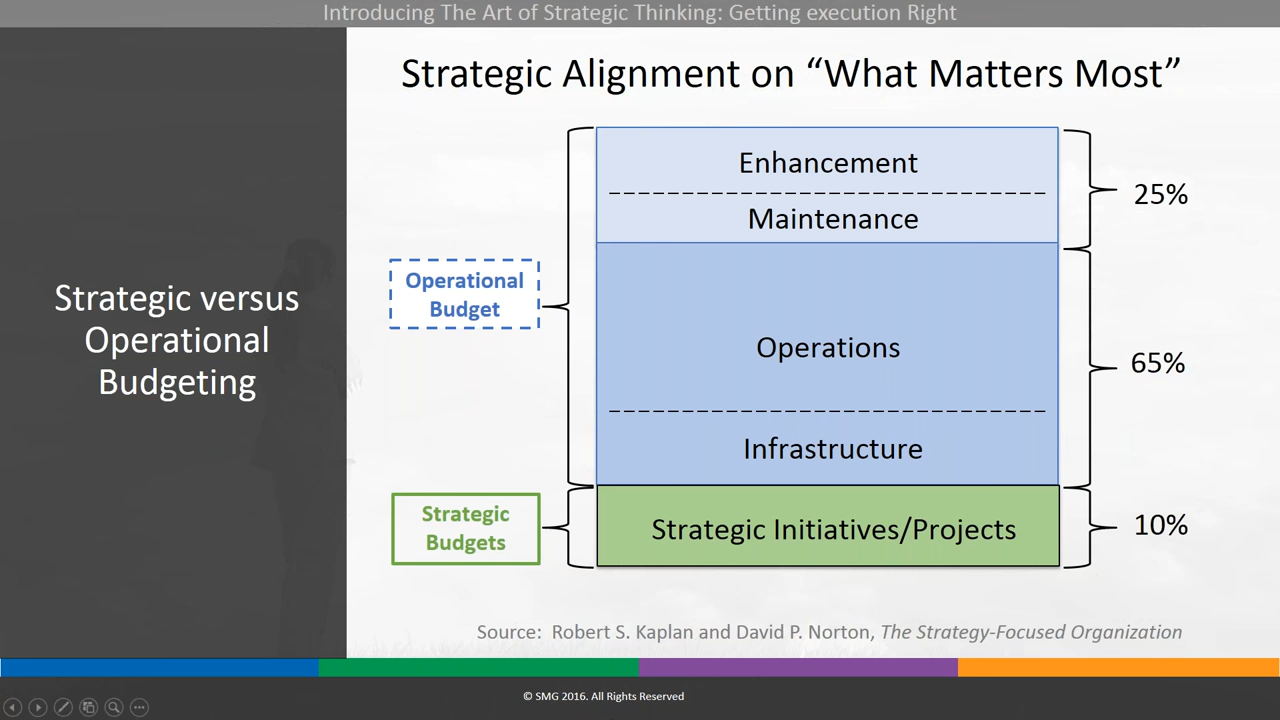 Introducing The Art of Strategic Thinking: Getting execution Right
Strategic versus
Operational
Budgeting
Strategic Alignment on “What Matters Most”
Enhancement
Maintenance
25%
Operational
Budget
Operations
65%
Infrastructure
Strategic
Budgets
Strategic Initiatives/Projects
10%
Source: Robert S. Kaplan and David P. Norton, The Strategy-Focused Organization
© SMG 2016. All Rights Reserved